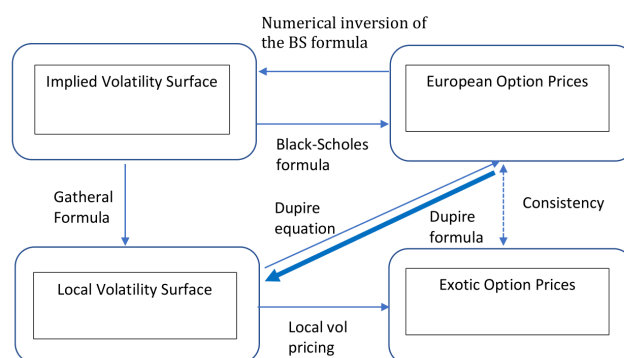 Numerical inversion of
the BS formula
Implied Volatility Surface
European Option Prices
Black-Scholes
formula
Gatheral
Formula
Dupire
equation
Dupire
formula
Consistency
Local Volatility Surface
Exotic Option Prices
Local vol
pricing